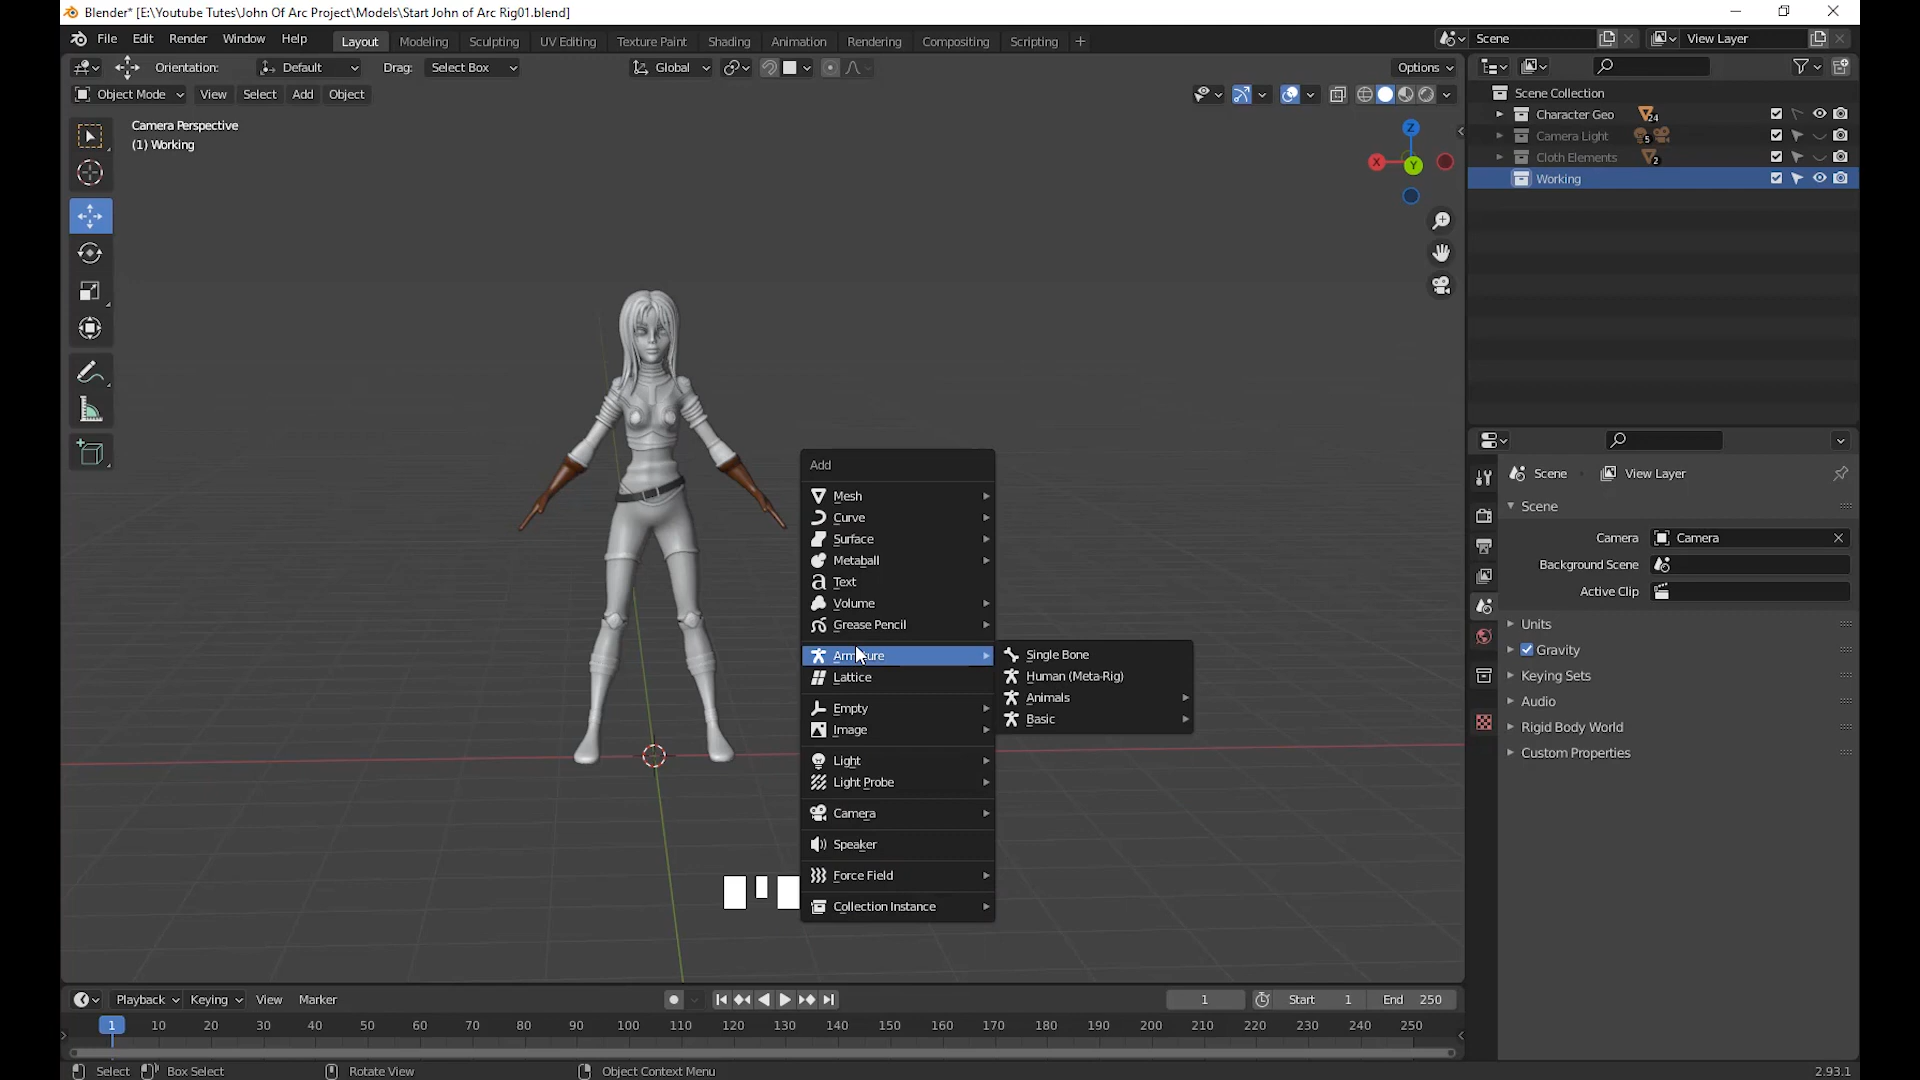 Blender* [E:\Youtube Tutes\John Of Arc Project\Models\Start John of Arc Rig01.blend]
File Edit Render Window Help Layout Modeling Sculpting UV Editing Texture Paint Shading Animation Rendering Compositing Scripting + Scene View Layer
Orientation: Default Drag: Select Box Global Options
Object Mode View Select Add Object
Camera Perspective
(1) Working
Z
X Y
Scene Collection
Character Geo 24
Camera Light 5
Cloth Elements 2
Working
Add
Mesh
Curve
Surface
Metaball
Text
Volume
Grease Pencil
Armature
Lattice
Empty
Image
Light
Light Probe
Camera
Speaker
Force Field
Collection Instance
Single Bone
Human (Meta-Rig)
Animals
Basic
Scene View Layer
Scene
Camera Camera
Background Scene
Active Clip
Units
Gravity
Keying Sets
Audio
Rigid Body World
Custom Properties
Playback Keying View Marker 1 Start 1 End 250
1 10 20 30 40 50 60 70 80 90 100 110 120 130 140 150 160 170 180 190 200 210 220 230 240 250
Select Box Select Rotate View Object Context Menu 2.93.1